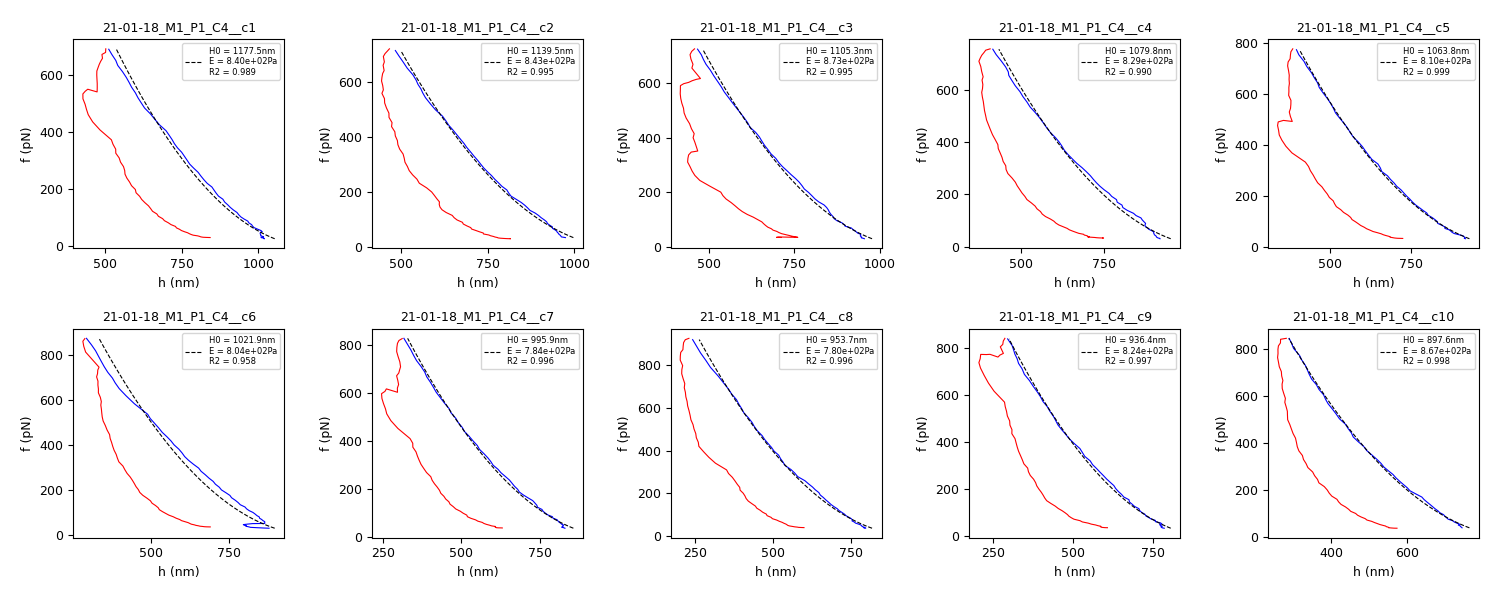 21-01-18_M1_P1_C4__c1
f (pN)
600
400
200
0
H0 = 1177.5nm
E = 8.40e+02Pa
R2 = 0.989
500
750
1000
h (nm)
21-01-18_M1_P1_C4__c2
f (pN)
600
400
200
0
H0 = 1139.5nm
E = 8.43e+02Pa
R2 = 0.995
500
750
1000
h (nm)
21-01-18_M1_P1_C4__c3
f (pN)
600
400
200
0
H0 = 1105.3nm
E = 8.73e+02Pa
R2 = 0.995
500
750
1000
h (nm)
21-01-18_M1_P1_C4__c4
f (pN)
600
400
200
0
H0 = 1079.8nm
E = 8.29e+02Pa
R2 = 0.990
500
750
h (nm)
21-01-18_M1_P1_C4__c5
f (pN)
800
600
400
200
0
H0 = 1063.8nm
E = 8.10e+02Pa
R2 = 0.999
500
750
h (nm)
21-01-18_M1_P1_C4__c6
f (pN)
800
600
400
200
0
H0 = 1021.9nm
E = 8.04e+02Pa
R2 = 0.958
500
750
h (nm)
21-01-18_M1_P1_C4__c7
f (pN)
800
600
400
200
0
H0 = 995.9nm
E = 7.84e+02Pa
R2 = 0.996
250
500
750
h (nm)
21-01-18_M1_P1_C4__c8
f (pN)
800
600
400
200
0
H0 = 953.7nm
E = 7.80e+02Pa
R2 = 0.996
250
500
750
h (nm)
21-01-18_M1_P1_C4__c9
f (pN)
800
600
400
200
0
H0 = 936.4nm
E = 8.24e+02Pa
R2 = 0.997
250
500
750
h (nm)
21-01-18_M1_P1_C4__c10
f (pN)
800
600
400
200
0
H0 = 897.6nm
E = 8.67e+02Pa
R2 = 0.998
400
600
h (nm)